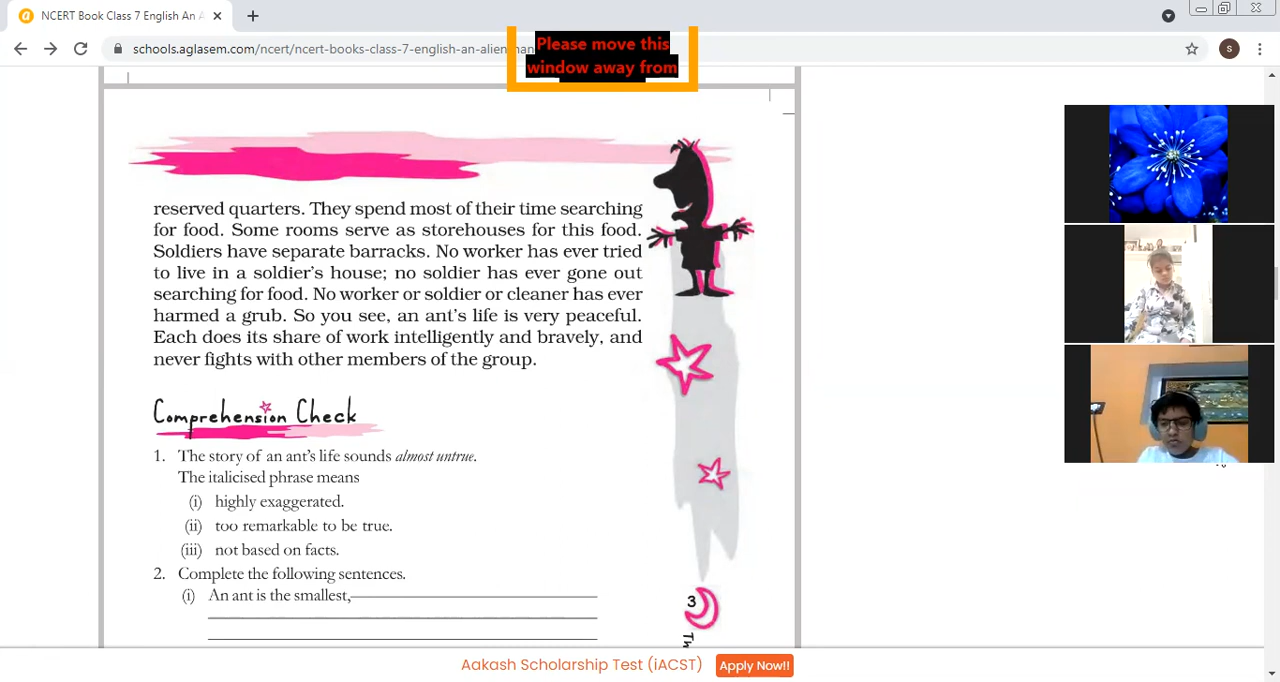 NCERT Book Class 7 English An A
schools.aglasem.com/ncert/ncert-books-class-7-english-an-alien
Please move this
window away from
S
reserved quarters. They spend most of their time searching
for food. Some rooms serve as storehouses for this food.
Soldiers have separate barracks. No worker has ever tried
to live in a soldier's house; no soldier has ever gone out
searching for food. No worker or soldier or cleaner has ever
harmed a grub. So you see, an ant's life is very peaceful.
Each does its share of work intelligently and bravely, and
never fights with other members of the group.
Comprehension Check
1. The story of an ant's life sounds almost untrue.
The italicised phrase means
(i) highly exaggerated.
(ii) too remarkable to be true.
(iii) not based on facts.
2. Complete the following sentences.
(i) An ant is the smallest,
3
Aakash Scholarship Test (iACST) Apply Now!!